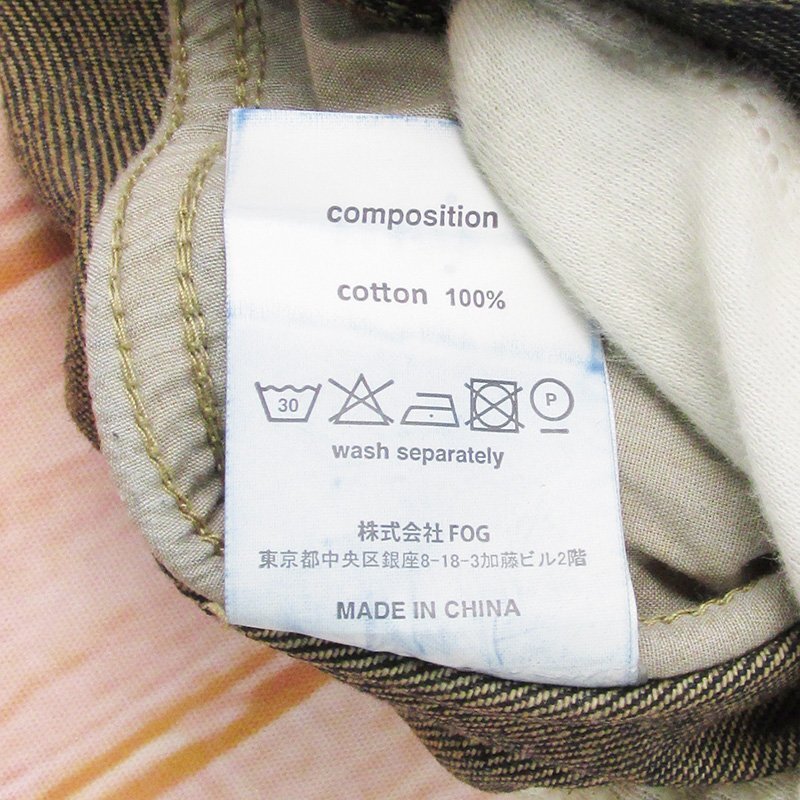 composition
cotton 100%
30 P
wash separately
株式会社 FOG
東京都中央区銀座8-18-3加藤ビル2階
MADE IN CHINA